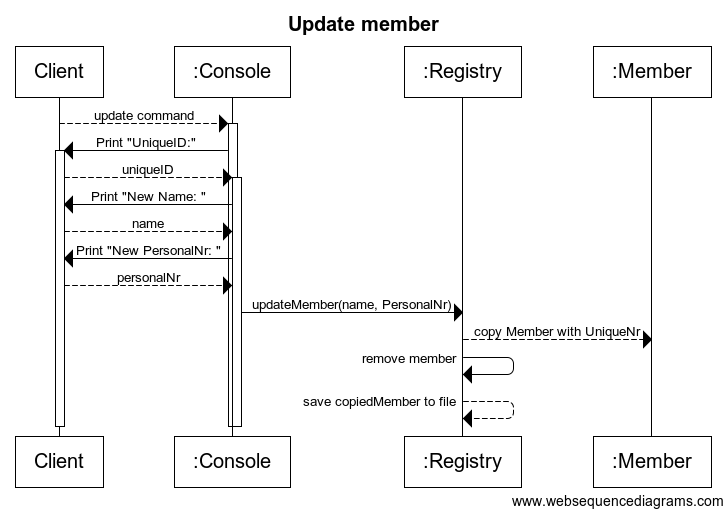 Update member
Client
:Console
:Registry
:Member
update command
Print "UniqueID:"
uniqueID
Print "New Name: "
name
Print "New PersonalNr: "
personalNr
updateMember(name, PersonalNr)
copy Member with UniqueNr
remove member
save copiedMember to file
Client
:Console
:Registry
:Member
www.websequencediagrams.com